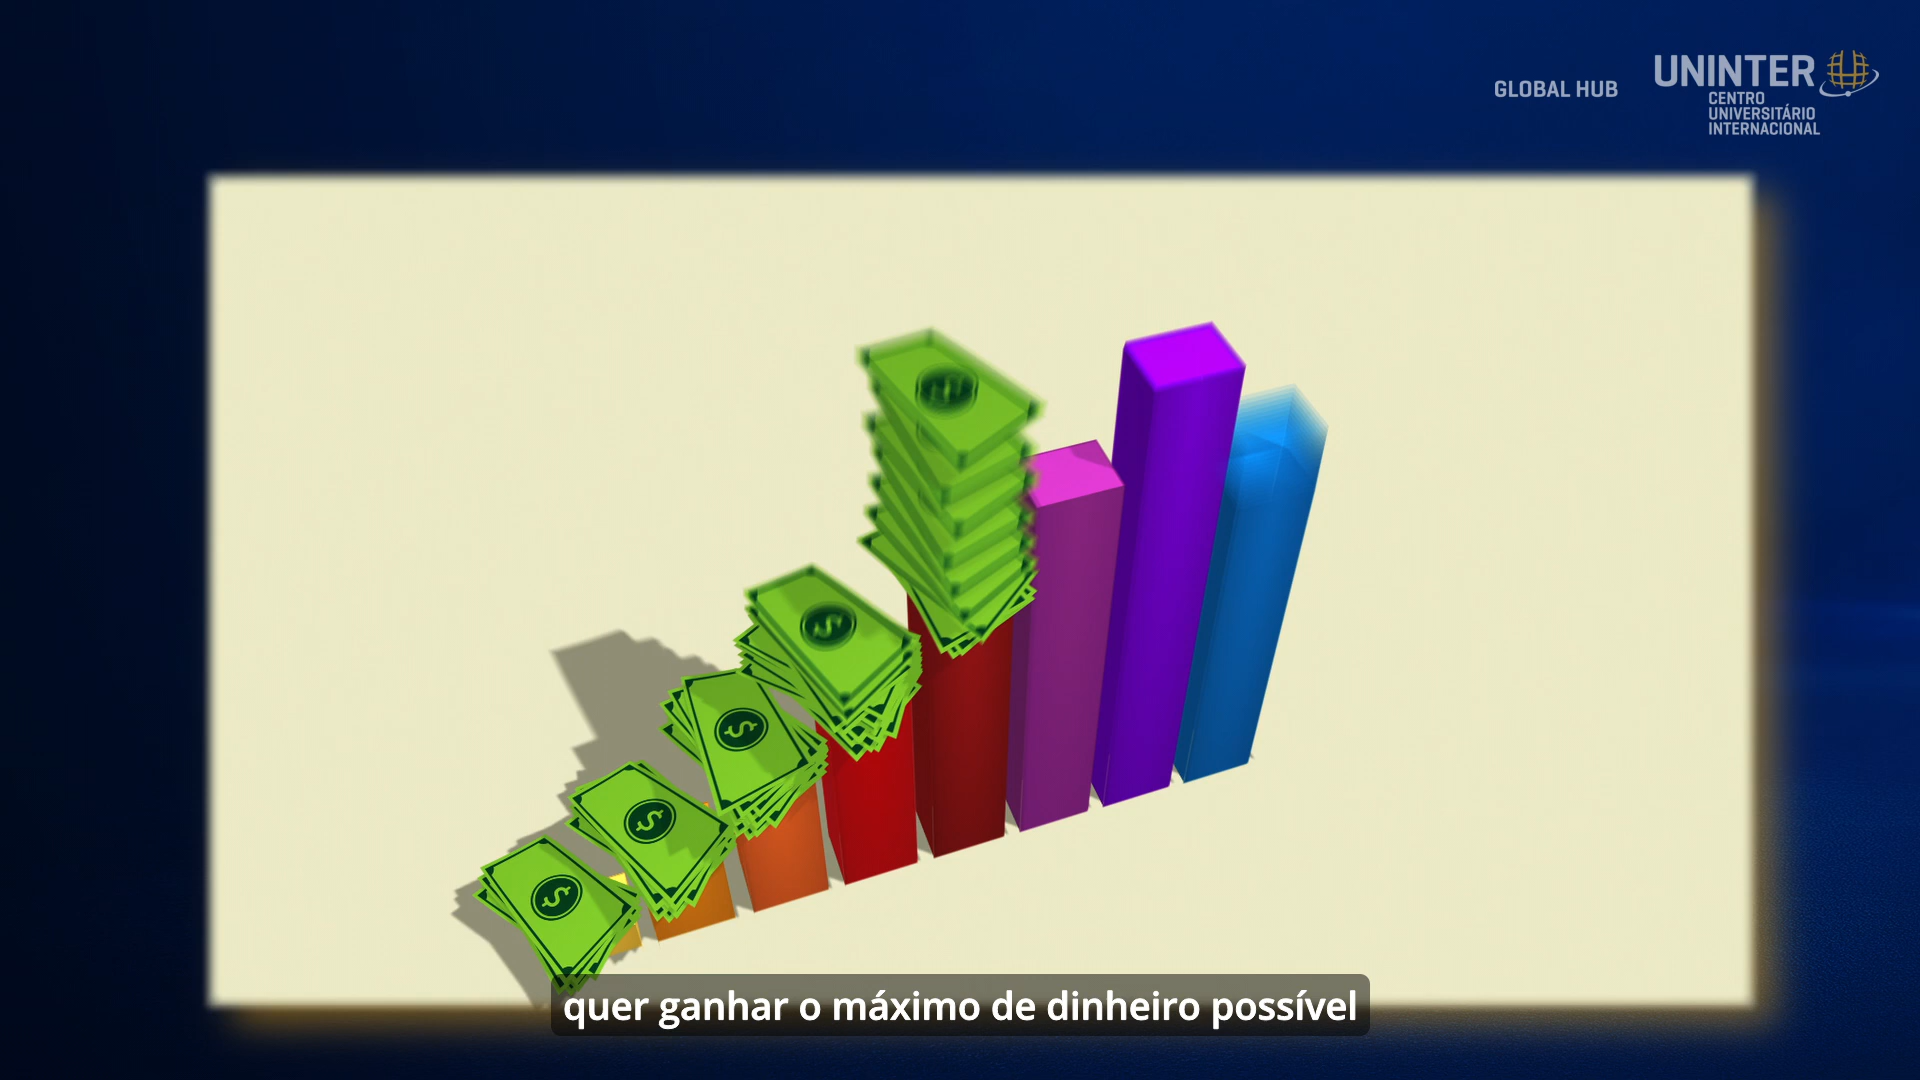 GLOBAL HUB
UNINTER
CENTRO
UNIVERSITÁRIO
INTERNACIONAL
$
$
$
$
quer ganhar o máximo de dinheiro possível